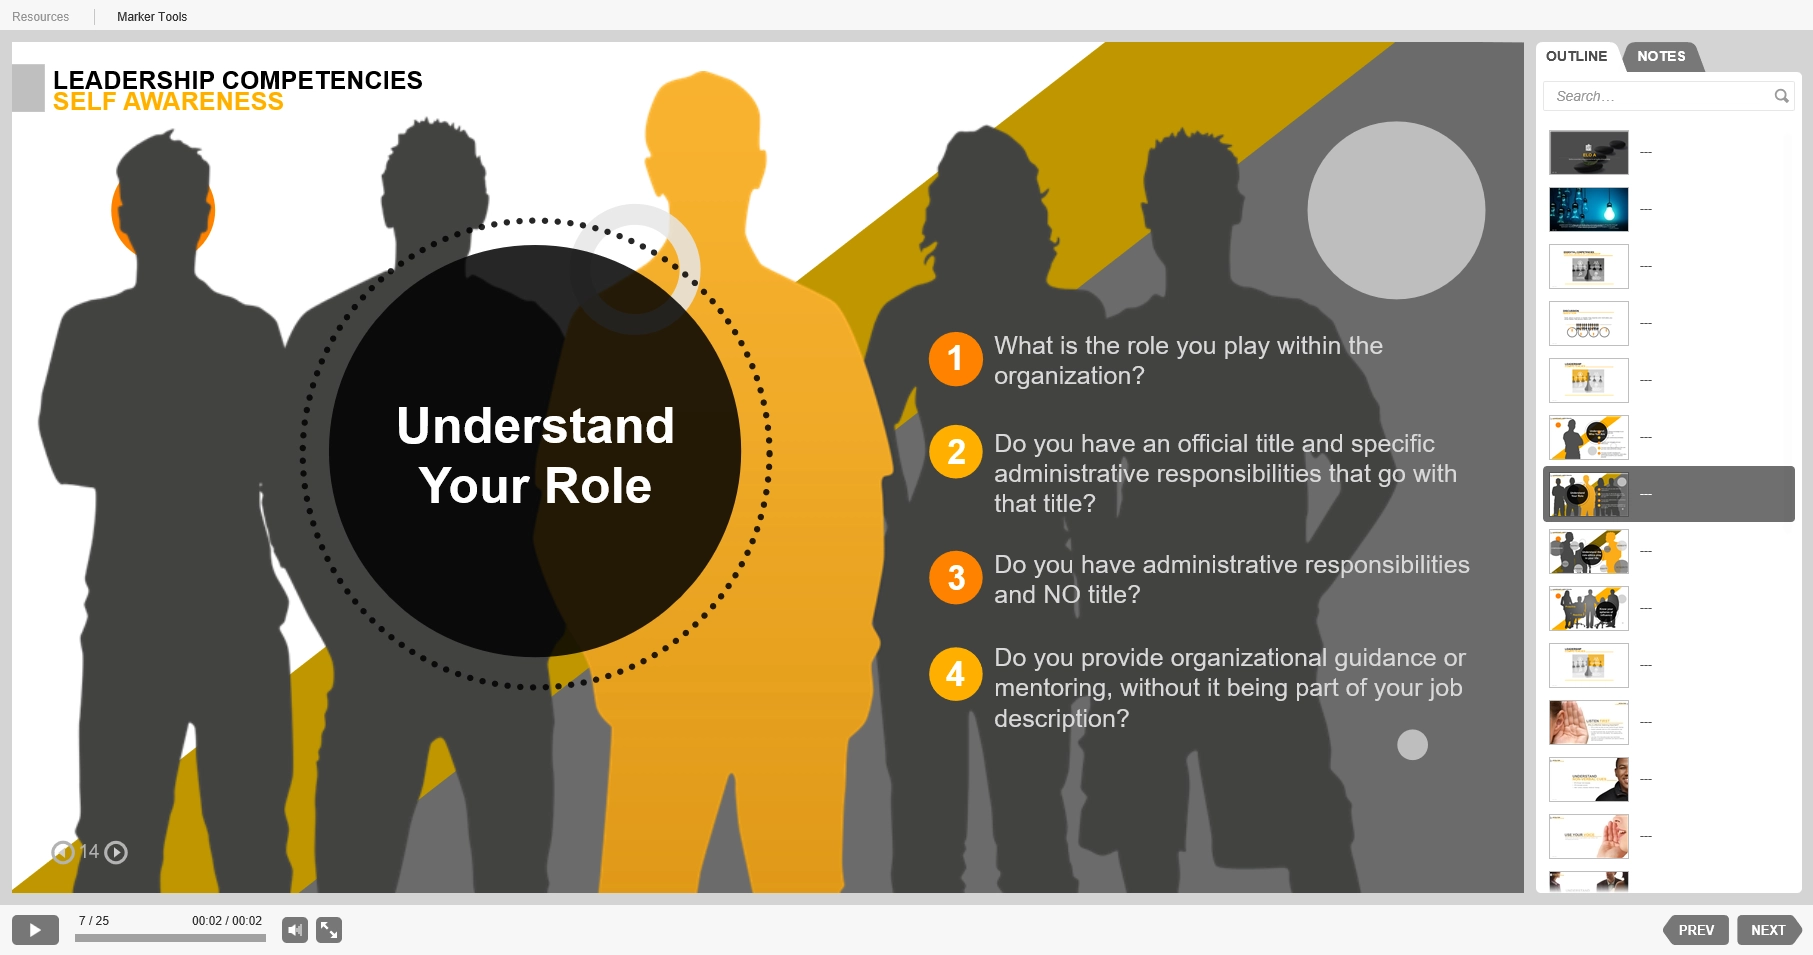 Resources
Marker Tools
LEADERSHIP COMPETENCIES
SELF AWARENESS
Understand
Your Role
1
What is the role you play within the
organization?
2
Do you have an official title and specific
administrative responsibilities that go with
that title?
3
Do you have administrative responsibilities
and NO title?
4
Do you provide organizational guidance or
mentoring, without it being part of your job
description?
14
OUTLINE
NOTES
Search...
7 / 25
00:02 / 00:02
PREV
NEXT